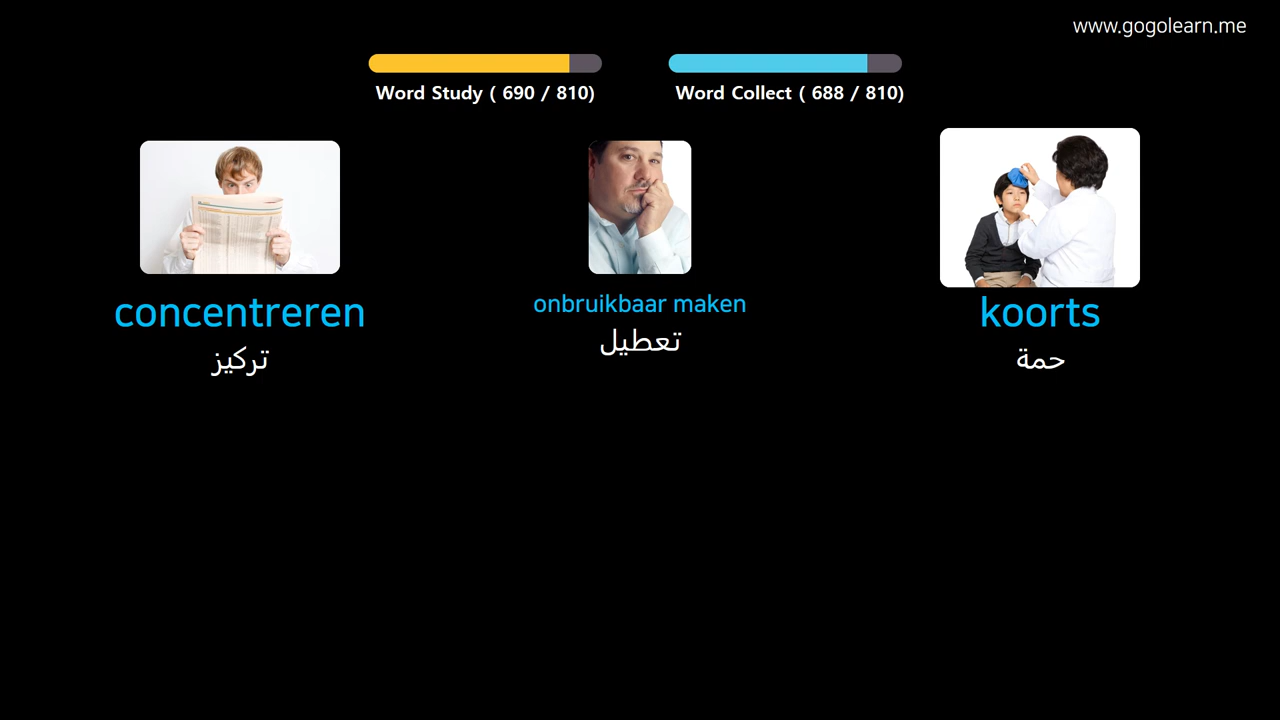 www.gogolearn.me
Word Study ( 690 / 810)
Word Collect ( 688 / 810)
concentreren
تركيز
onbruikbaar maken
تعطيل
koorts
حمة